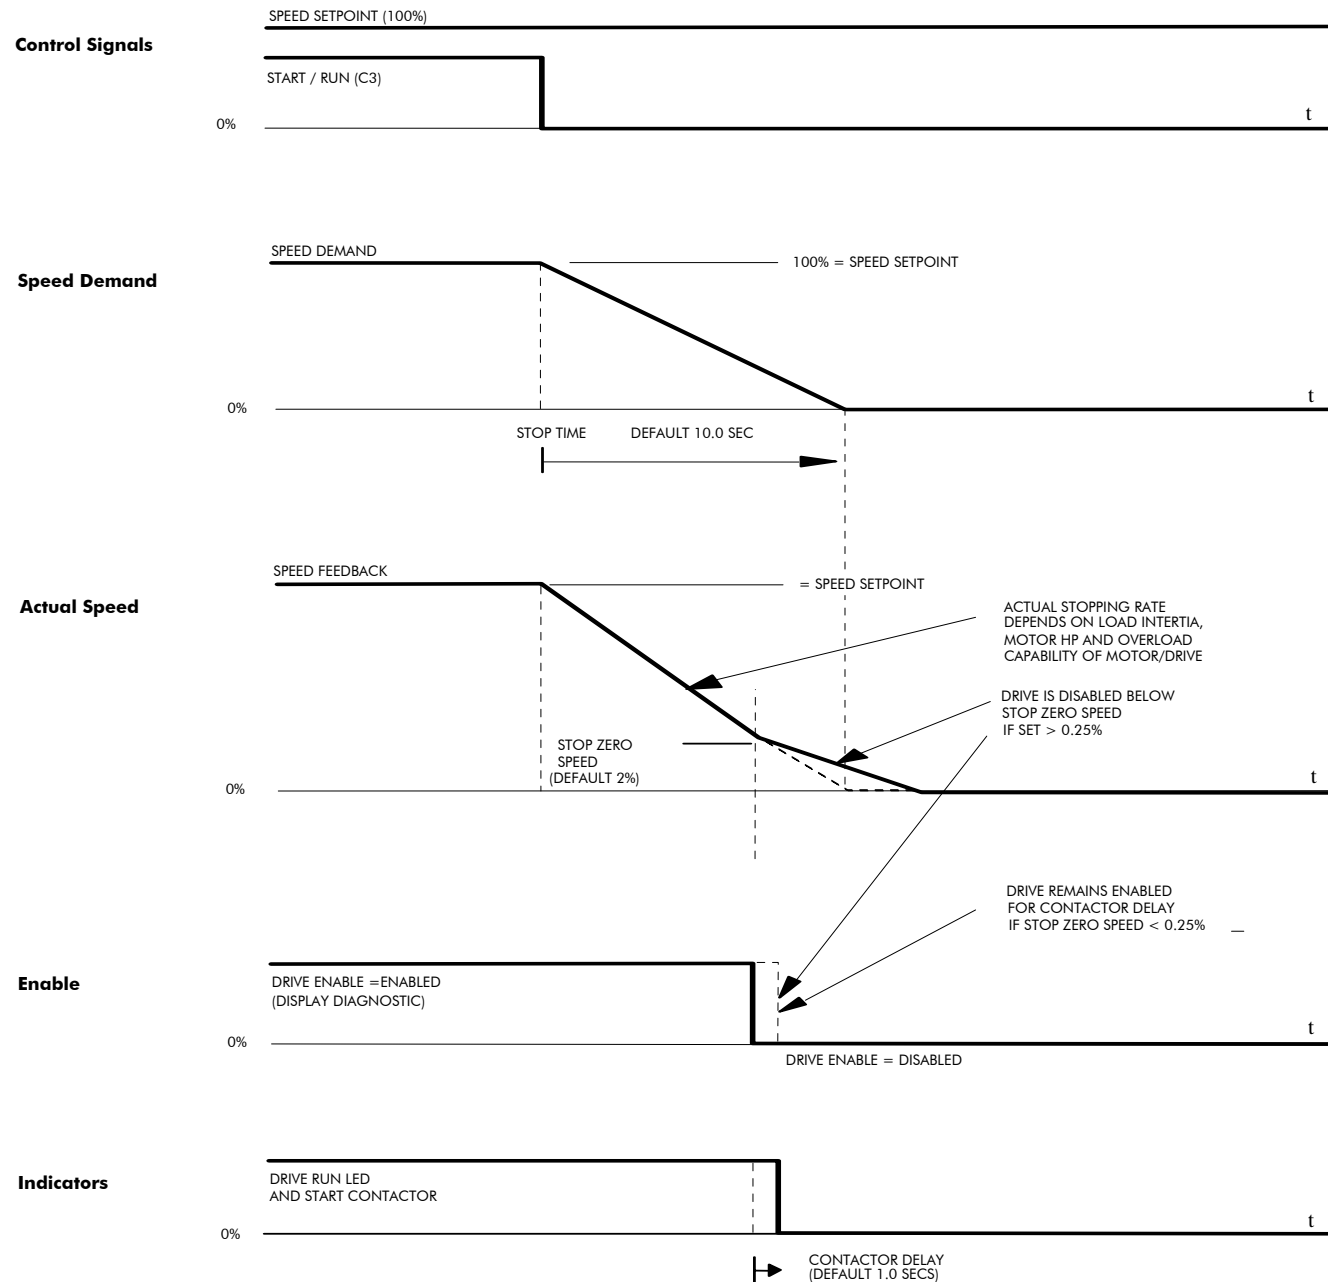 SPEED SETPOINT (100%)
Control Signals
START / RUN (C3)
0%
t
SPEED DEMAND
100% = SPEED SETPOINT
Speed Demand
0%
t
STOP TIME DEFAULT 10.0 SEC
SPEED FEEDBACK
= SPEED SETPOINT
Actual Speed
ACTUAL STOPPING RATE
DEPENDS ON LOAD INTERTIA,
MOTOR HP AND OVERLOAD
CAPABILITY OF MOTOR/DRIVE
DRIVE IS DISABLED BELOW
STOP ZERO SPEED
IF SET > 0.25%
STOP ZERO
SPEED
(DEFAULT 2%)
0%
t
DRIVE REMAINS ENABLED
FOR CONTACTOR DELAY
IF STOP ZERO SPEED < 0.25% _
Enable
DRIVE ENABLE =ENABLED
(DISPLAY DIAGNOSTIC)
0%
t
DRIVE ENABLE = DISABLED
Indicators
DRIVE RUN LED
AND START CONTACTOR
0%
t
CONTACTOR DELAY
(DEFAULT 1.0 SECS)